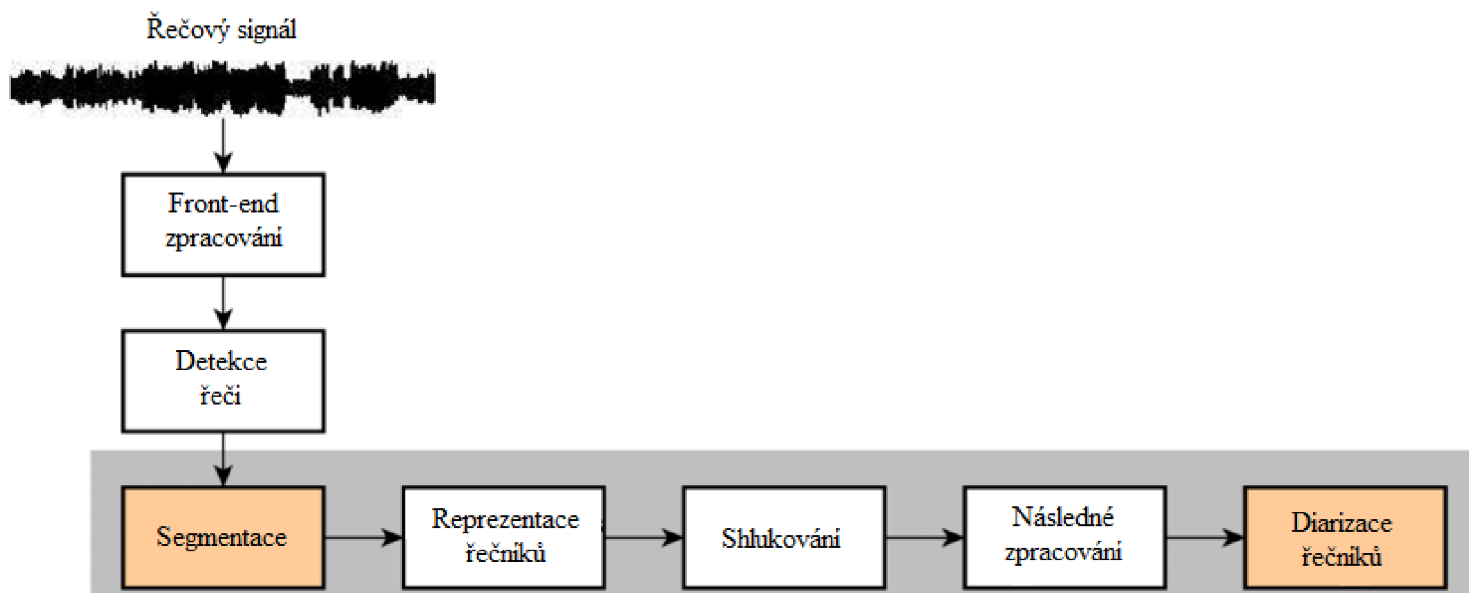 Řečový signál
Front-end
zpracování
Detekce
řeči
Segmentace
Reprezentace
řečníků
Shlukování
Následné
zpracování
Diarizace
řečníků